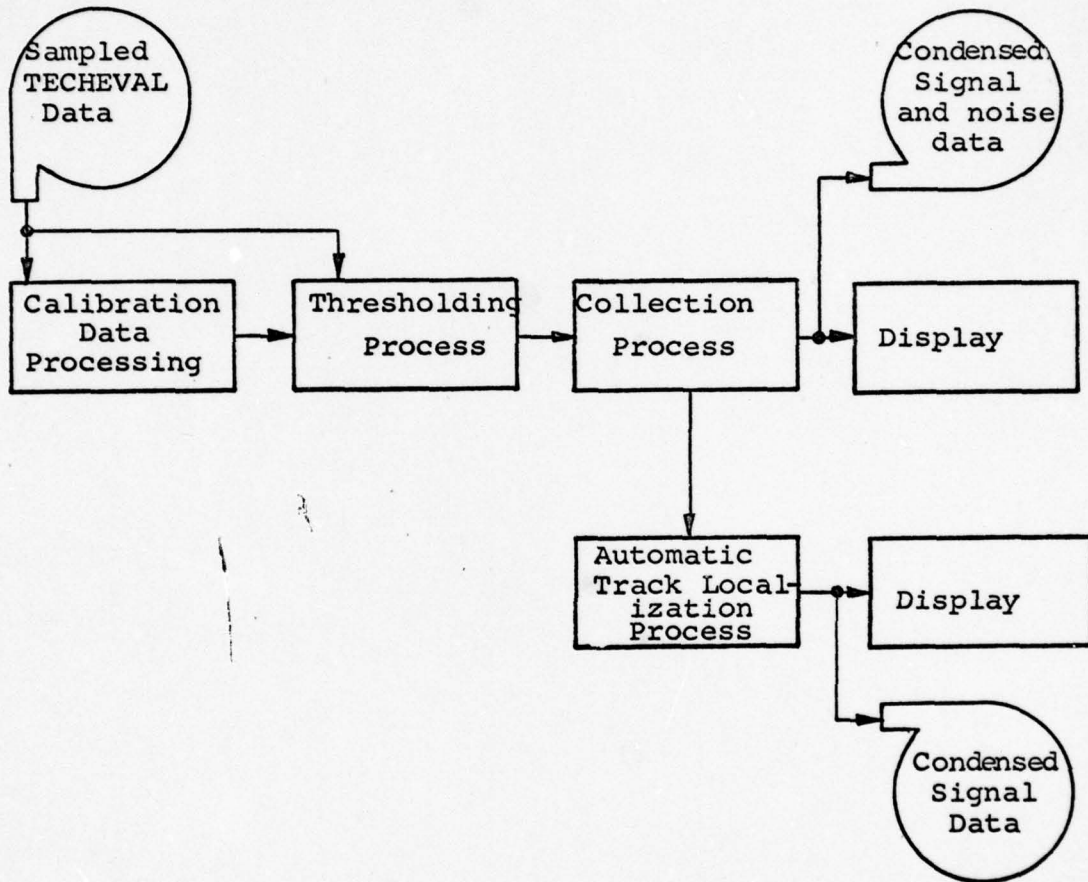 Sampled
TECHEVAL
Data
Condensed
Signal
and noise
data
Calibration
Data
Processing
Thresholding
Process
Collection
Process
Display
Automatic
Track Local-
ization
Process
Display
Condensed
Signal
Data